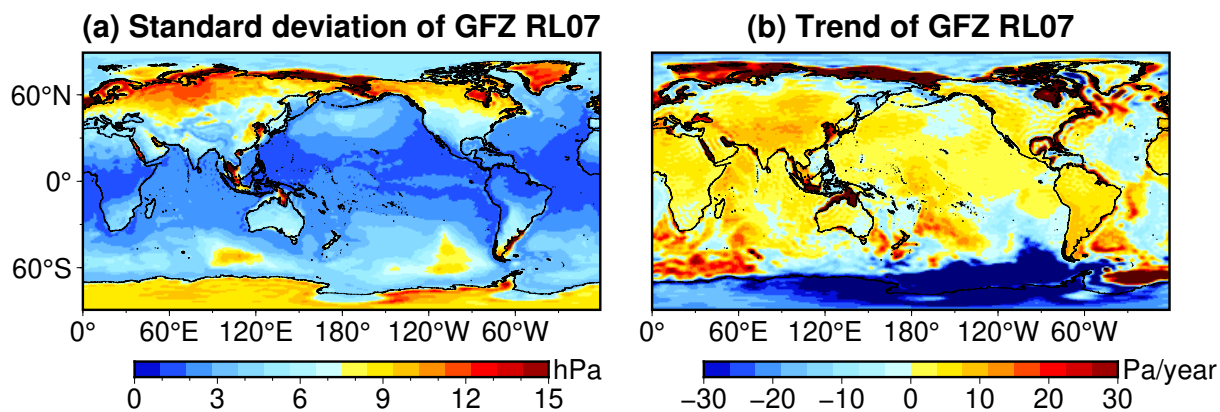 (a) Standard deviation of GFZ RL07
(b) Trend of GFZ RL07
60°N
0°
60°S
0° 60°E 120°E 180° 120°W 60°W
0° 60°E 120°E 180° 120°W 60°W
hPa
0 3 6 9 12 15
Pa/year
−30 −20 −10 0 10 20 30